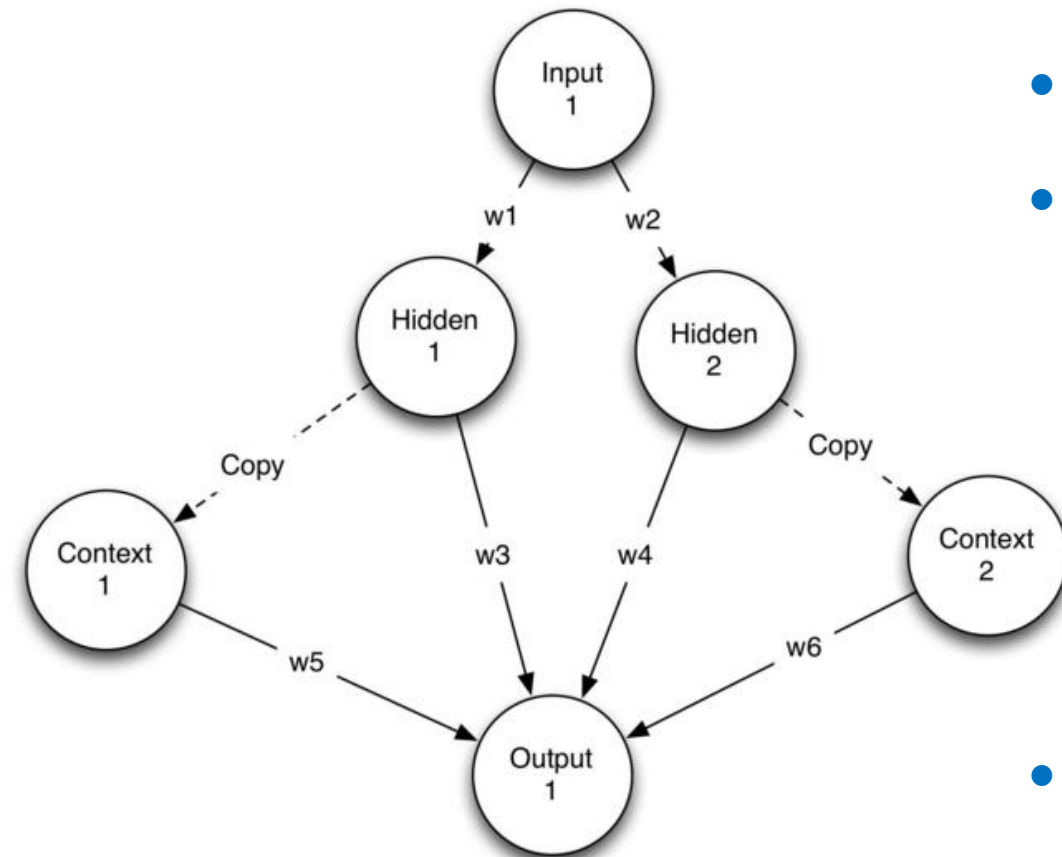 Input
1
w1
w2
Hidden
1
Hidden
2
Copy
Copy
Context
1
w3
w4
Context
2
w5
w6
Output
1